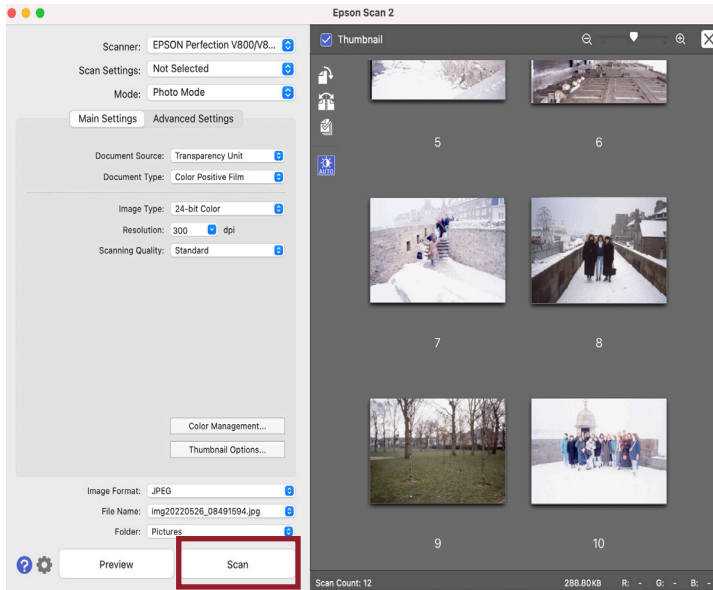 Epson Scan 2
Scanner: EPSON Perfection V800/V8...
Scan Settings: Not Selected
Mode: Photo Mode
Main Settings Advanced Settings
Document Source: Transparency Unit
Document Type: Color Positive Film
Image Type: 24-bit Color
Resolution: 300 dpi
Scanning Quality: Standard
Color Management...
Thumbnail Options...
Image Format: JPEG
File Name: img20220526_08491594.jpg
Folder: Pictures
? Preview Scan
Thumbnail
AUTO
5 6
7 8
9 10
Scan Count: 12 288.80KB R: - G: - B: -